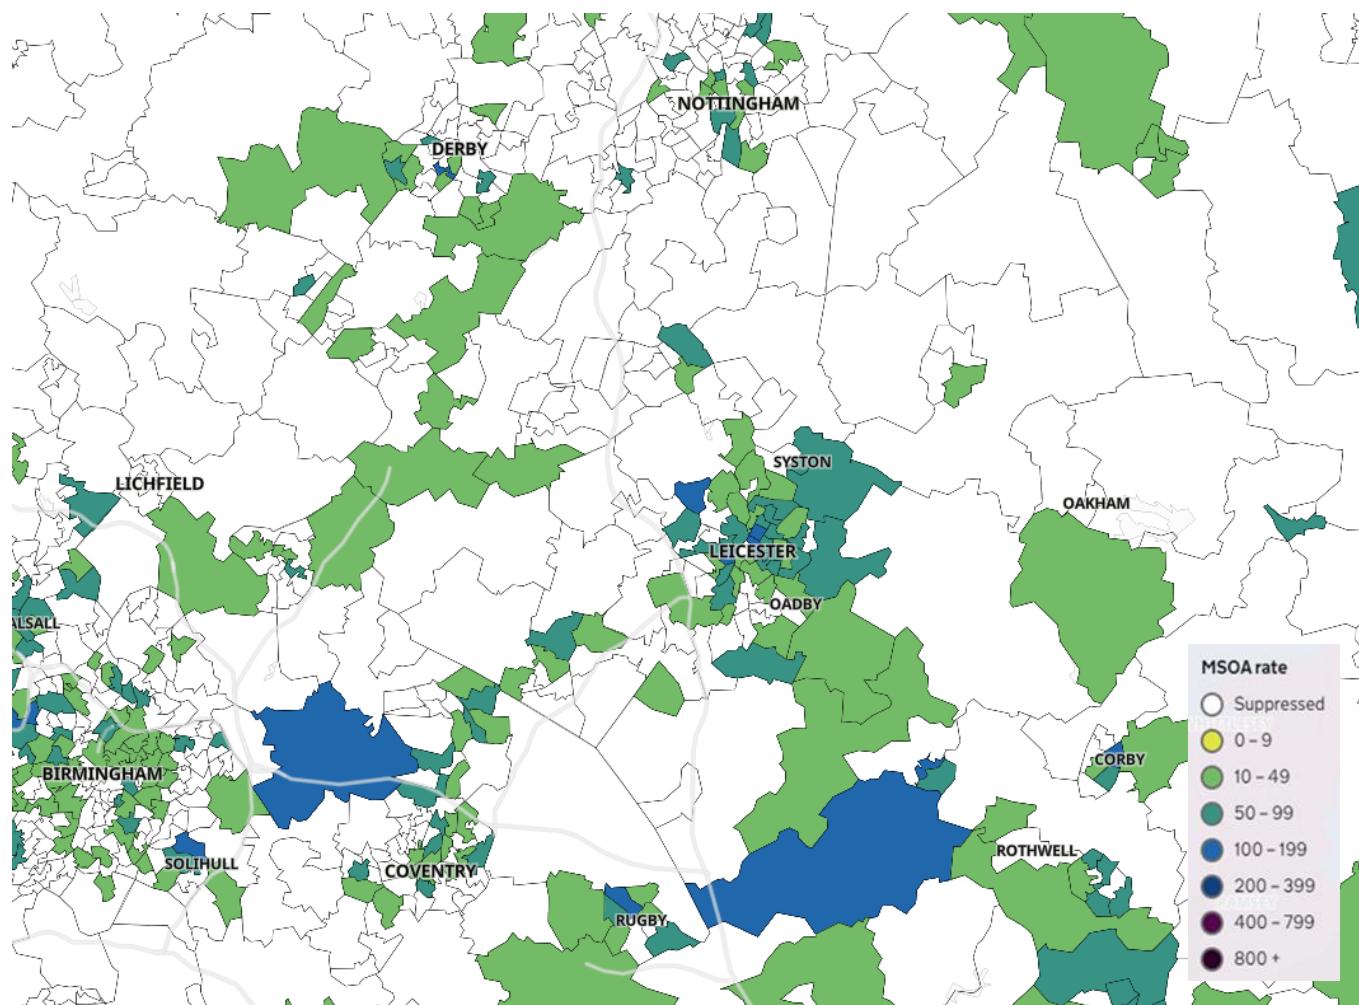 NOTTINGHAM
DERBY
SYSTON
LICHFIELD
OAKHAM
LEICESTER
OADBY
ALSALL
MSOA rate
Suppressed
0 – 9
10 – 49
50 – 99
100 – 199
200 – 399
400 – 799
800 +
CORBY
BIRMINGHAM
ROTHWELL
SOLIHULL
COVENTRY
RUGBY
RAMSEY